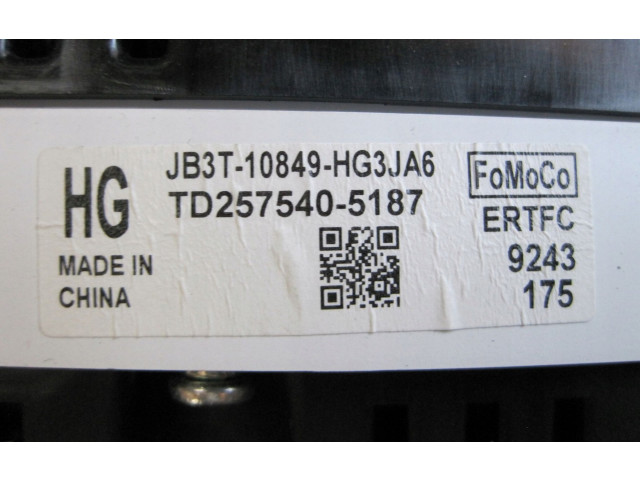 HG
JB3T-10849-HG3JA6
FoMoCo
TD257540-5187
ERTFC
MADE IN
CHINA
9243
175